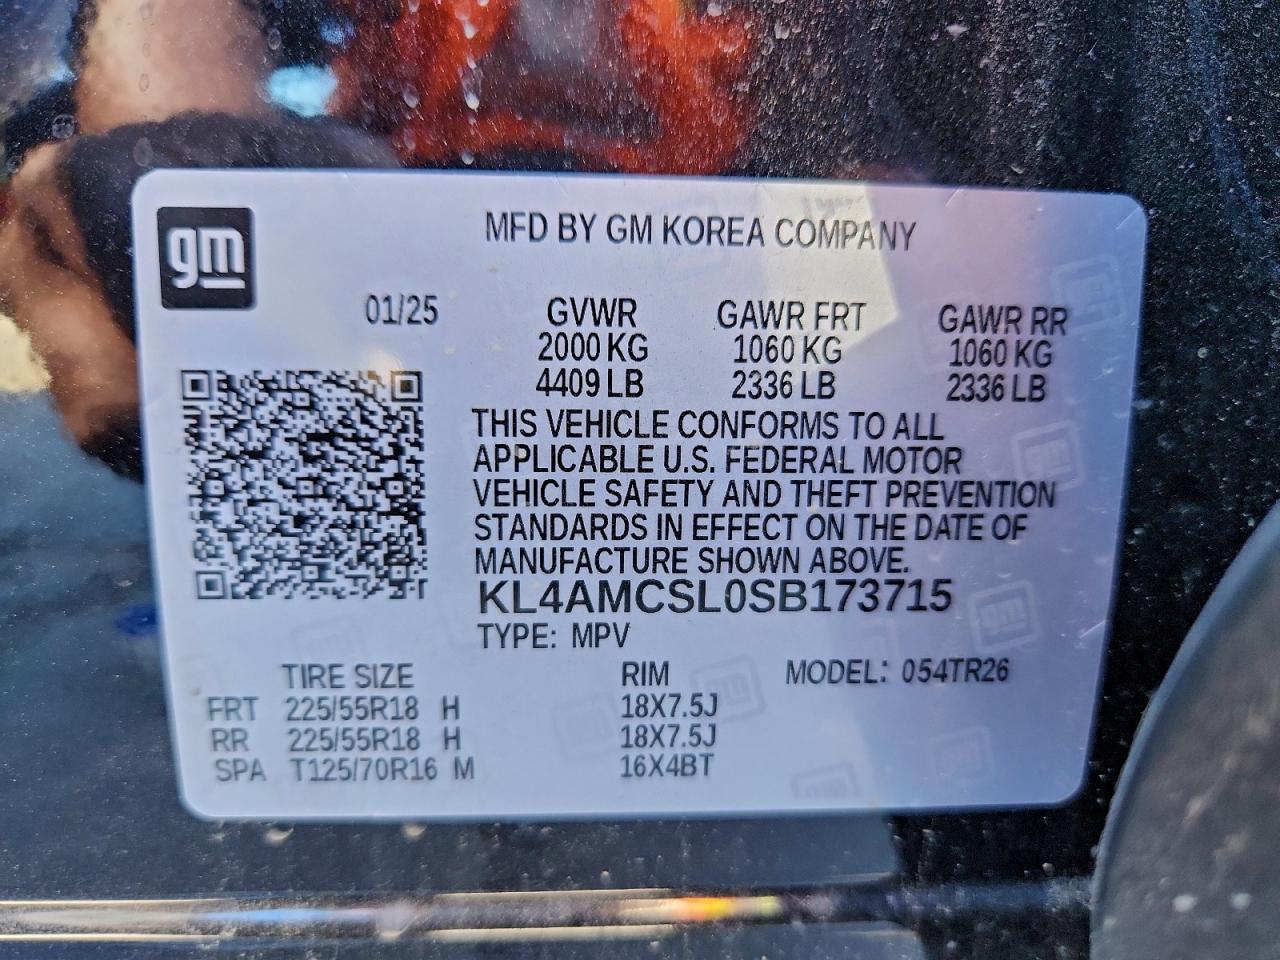 gm
MFD BY GM KOREA COMPANY
01/25 GVWR GAWR FRT GAWR RR
2000 KG 1060 KG 1060 KG
4409 LB 2336 LB 2336 LB
THIS VEHICLE CONFORMS TO ALL
APPLICABLE U.S. FEDERAL MOTOR
VEHICLE SAFETY AND THEFT PREVENTION
STANDARDS IN EFFECT ON THE DATE OF
MANUFACTURE SHOWN ABOVE.
KL4AMCSL0SB173715
TYPE: MPV
TIRE SIZE RIM MODEL: 054TR26
FRT 225/55R18 H 18X7.5J
RR 225/55R18 H 18X7.5J
SPA T125/70R16 M 16X4BT